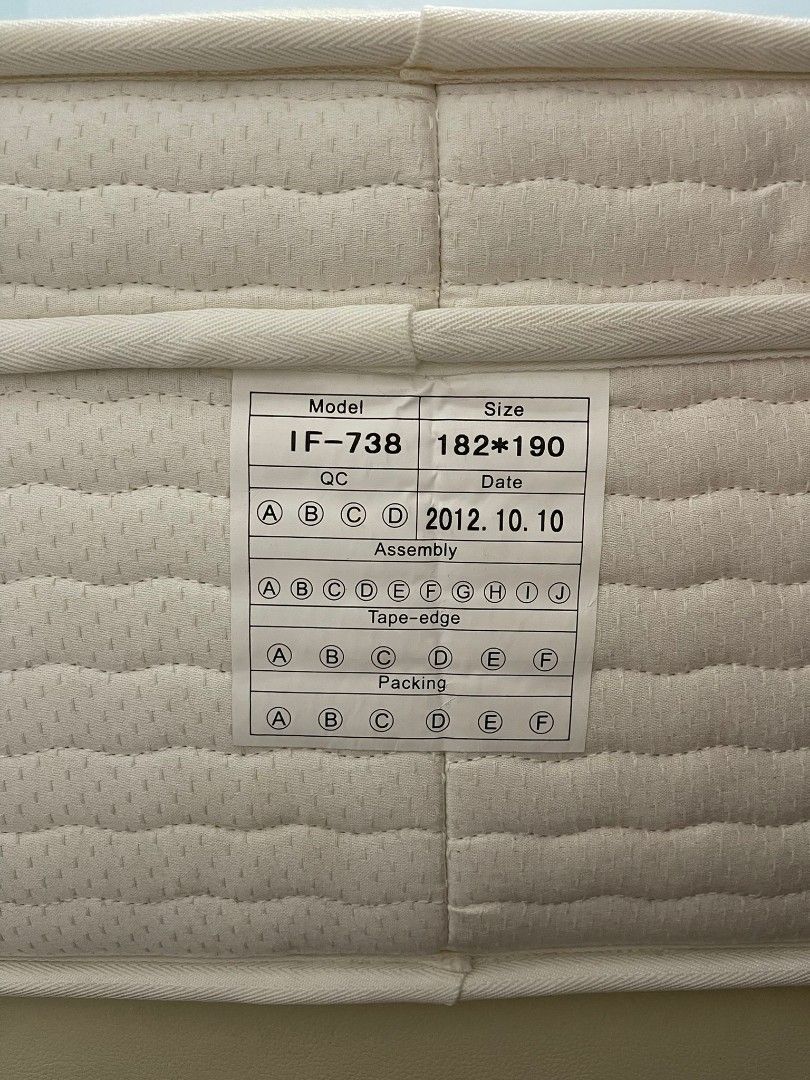 Model Size
IF-738 182*190
QC Date
Ⓐ Ⓑ Ⓒ Ⓓ 2012.10.10
Assembly
Ⓐ Ⓑ Ⓒ Ⓓ Ⓔ Ⓕ Ⓖ Ⓗ Ⓘ Ⓙ
Tape-edge
Ⓐ Ⓑ Ⓒ Ⓓ Ⓔ Ⓕ
Packing
Ⓐ Ⓑ Ⓒ Ⓓ Ⓔ Ⓕ